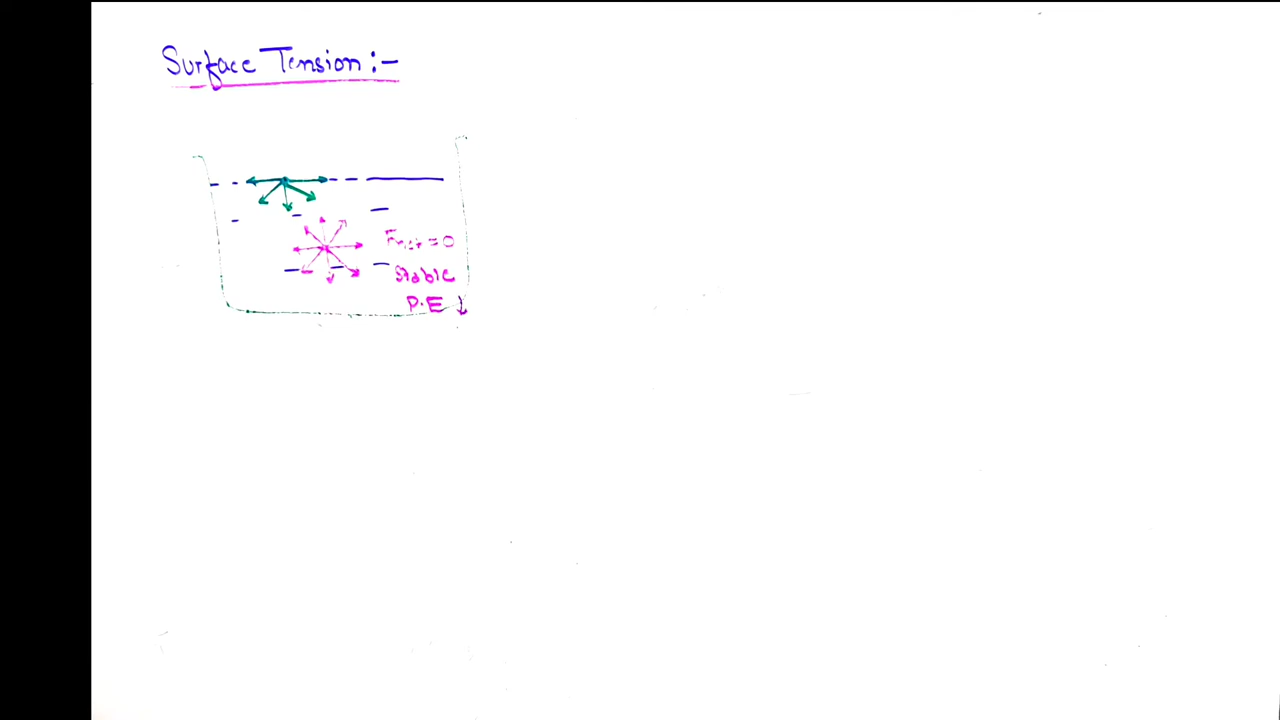 Surface Tension :-
Fnet = 0
Stable
P.E ↓